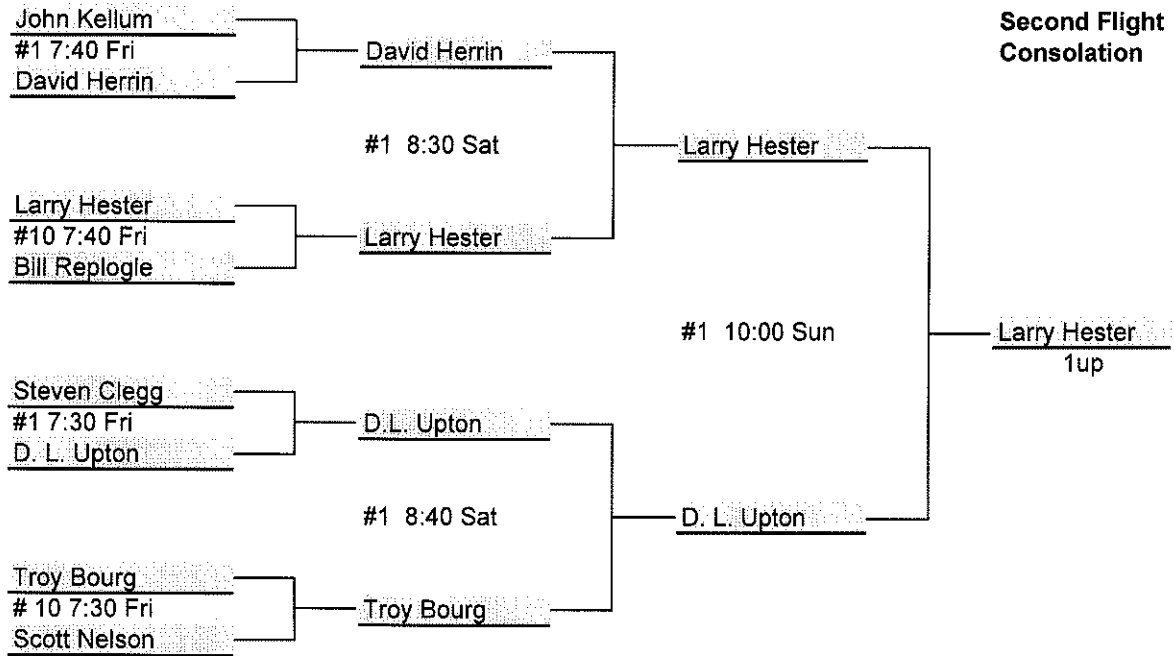 Second Flight
Consolation
John Kellum
#1 7:40 Fri
David Herrin
David Herrin
#1 8:30 Sat
Larry Hester
Larry Hester
#10 7:40 Fri
Bill Replogle
Larry Hester
#1 10:00 Sun
Larry Hester
1up
Steven Clegg
#1 7:30 Fri
D. L. Upton
D.L. Upton
#1 8:40 Sat
D. L. Upton
Troy Bourg
# 10 7:30 Fri
Scott Nelson
Troy Bourg